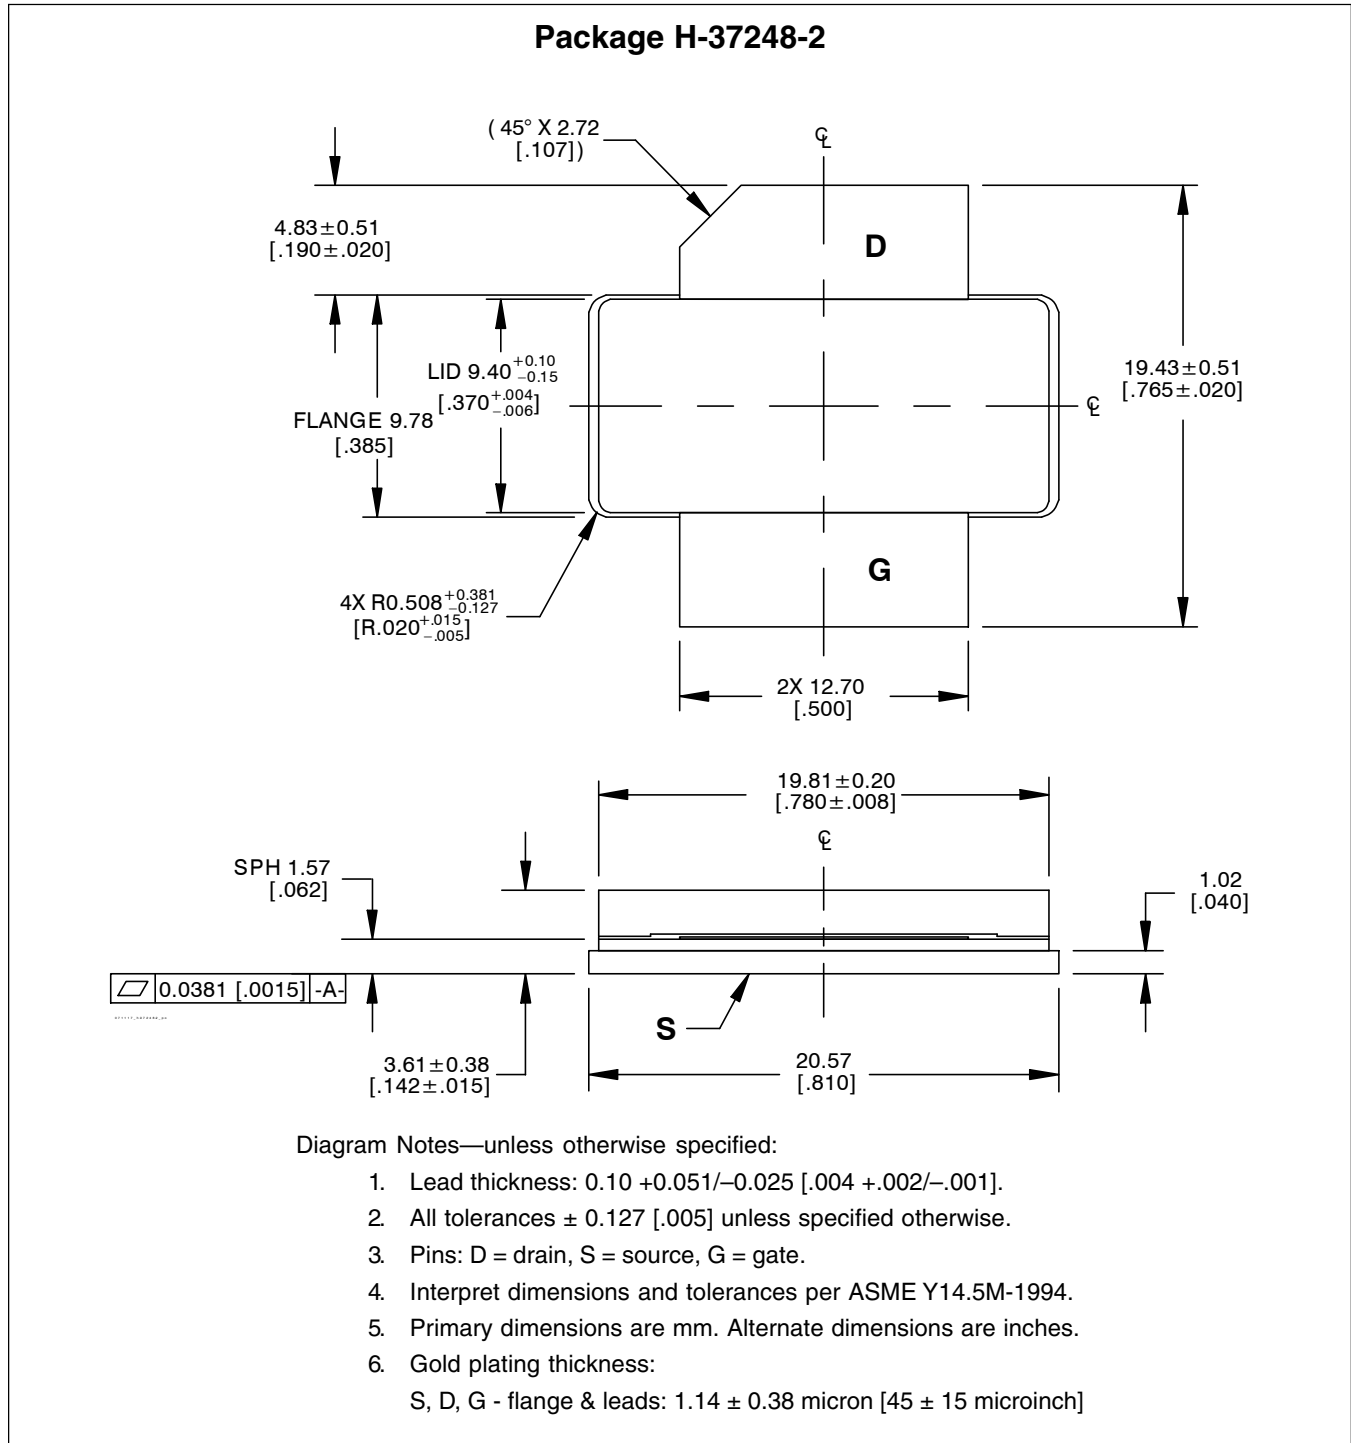 Package H-37248-2
( 45° X 2.72
[.107])
℄
4.83±0.51
[.190±.020]
D
LID 9.40 +0.10 −0.15
[.370 +.004 −.006]
FLANGE 9.78
[.385]
19.43±0.51
[.765±.020]
℄
4X R0.508 +0.381 −0.127
[R.020 +.015 −.005]
G
2X 12.70
[.500]
19.81±0.20
[.780±.008]
℄
SPH 1.57
[.062]
1.02
[.040]
0.0381 [.0015] -A-
S
3.61±0.38
[.142±.015]
20.57
[.810]
Diagram Notes—unless otherwise specified:
1. Lead thickness: 0.10 +0.051/–0.025 [.004 +.002/–.001].
2. All tolerances ± 0.127 [.005] unless specified otherwise.
3. Pins: D = drain, S = source, G = gate.
4. Interpret dimensions and tolerances per ASME Y14.5M-1994.
5. Primary dimensions are mm. Alternate dimensions are inches.
6. Gold plating thickness:
S, D, G - flange & leads: 1.14 ± 0.38 micron [45 ± 15 microinch]